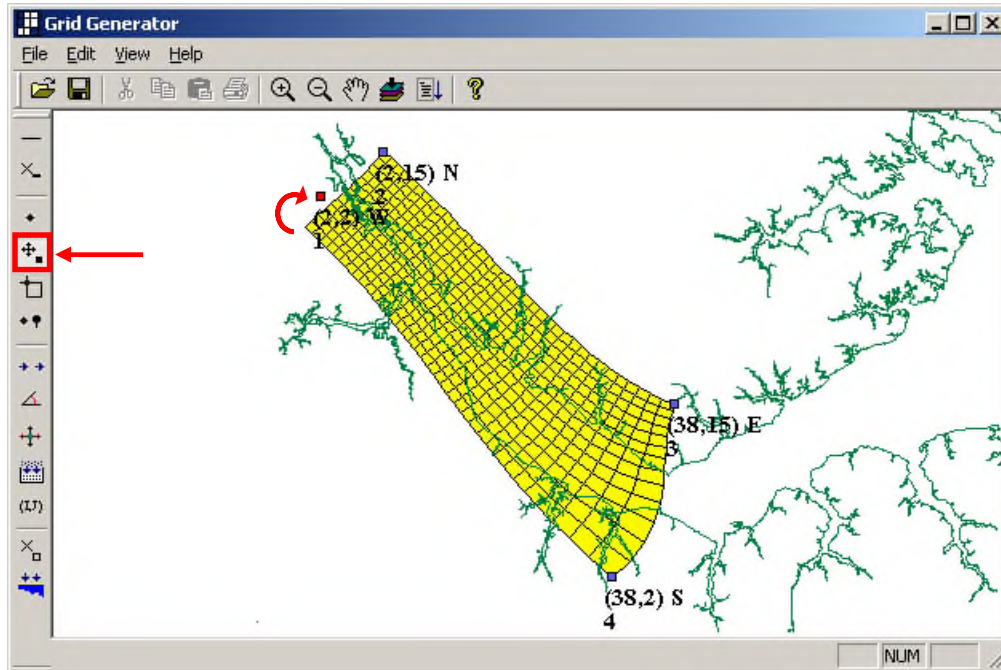 Grid Generator
File Edit View Help
(2,15) N
2
(2,2) W
1
(38,15) E
3
(38,2) S
4
(I,J)
NUM